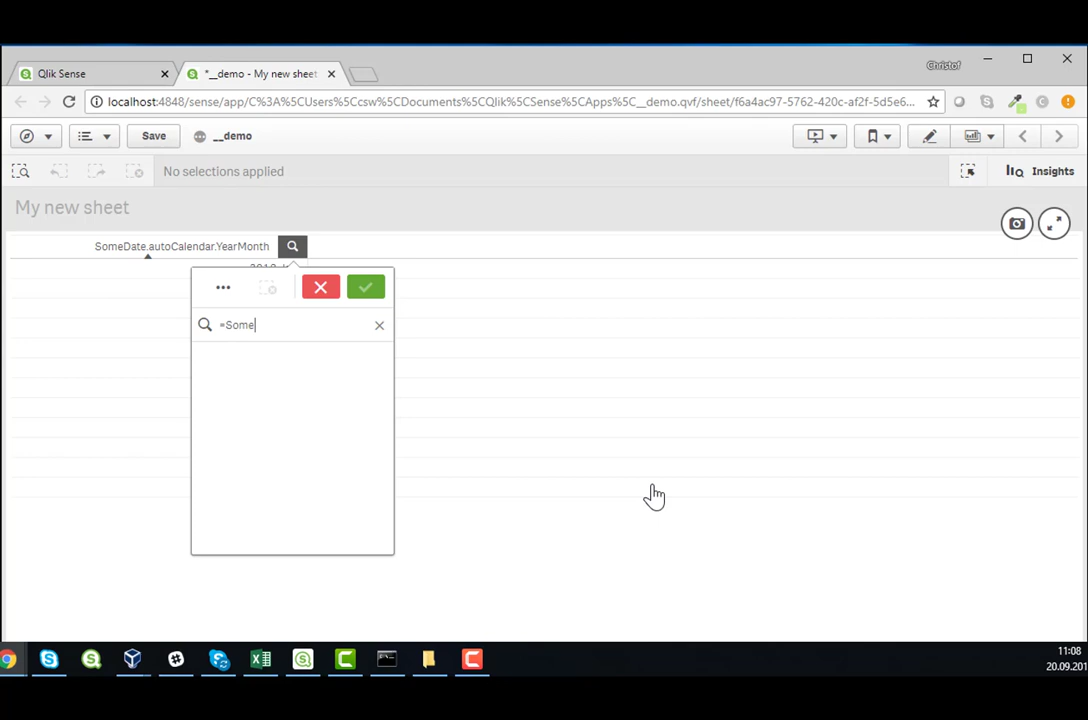 Qlik Sense
*__demo - My new sheet
Christof
localhost:4848/sense/app/C%3A%5CUsers%5Ccsw%5CDocuments%5CQlik%5CSense%5CApps%5C__demo.qvf/sheet/f6a4ac97-5762-420c-af2f-5d5e6...
Save
__demo
No selections applied
Insights
My new sheet
SomeDate.autoCalendar.YearMonth
=Some
11:08
20.09.201